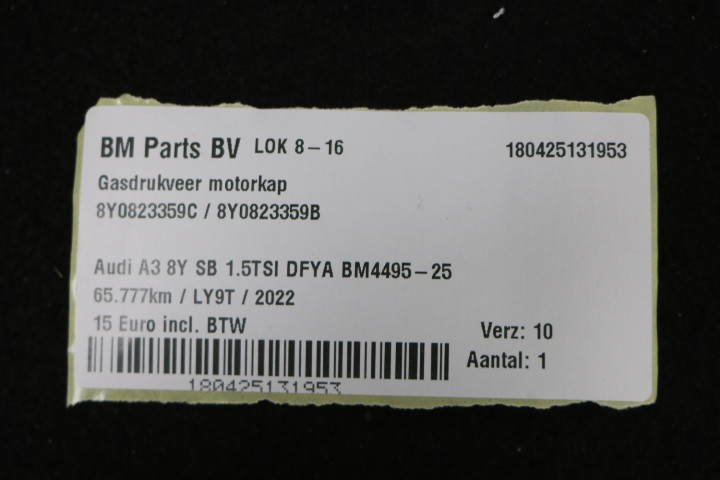 BM Parts BV LOK 8-16 180425131953
Gasdrukveer motorkap
8Y0823359C / 8Y0823359B
Audi A3 8Y SB 1.5TSI DFYA BM4495-25
65.777km / LY9T / 2022
15 Euro incl. BTW Verz: 10
Aantal: 1
180425131953